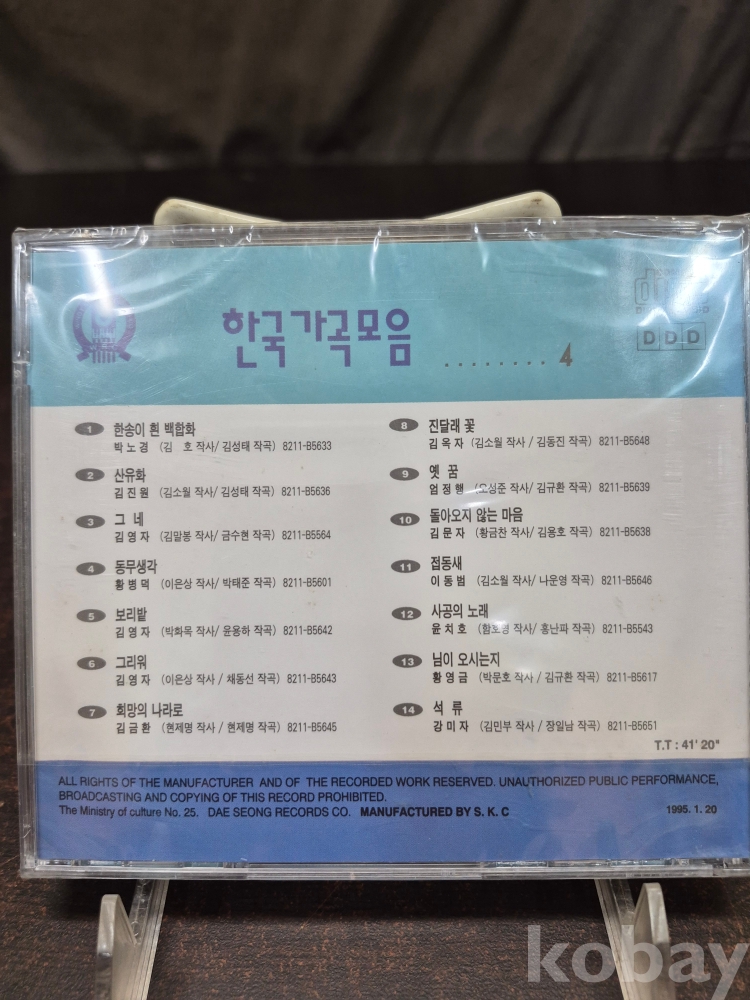 한국가곡모음 ........ 4
DDD
1 한송이 흰 백합화
박노경 (김 호 작사/ 김성태 작곡) 8211-B5633
2 산유화
김진원 (김소월 작사/ 김성태 작곡) 8211-B5636
3 그 네
김영자 (김말봉 작사/ 금수현 작곡) 8211-B5564
4 동무생각
황병덕 (이은상 작사/ 박태준 작곡) 8211-B5601
5 보리밭
김영자 (박화목 작사/ 윤용하 작곡) 8211-B5642
6 그리워
김영자 (이은상 작사 / 채동선 작곡) 8211-B5643
7 희망의 나라로
김금환 (현제명 작사/ 현제명 작곡) 8211-B5645
8 진달래 꽃
김옥자 (김소월 작사 / 김동진 작곡) 8211-B5648
9 옛 꿈
엄정행 (오성준 작사/ 김규환 작곡) 8211-B5639
10 돌아오지 않는 마음
김문자 (황금찬 작사/ 김용호 작곡) 8211-B5638
11 접동새
이동범 (김소월 작사/ 나운영 작곡) 8211-B5646
12 사공의 노래
윤치호 (함호영 작사/ 홍난파 작곡) 8211-B5543
13 님이 오시는지
황영금 (박문호 작사 / 김규환 작곡) 8211-B5617
14 석 류
강미자 (김민부 작사 / 장일남 작곡) 8211-B5651
T.T : 41' 20"
ALL RIGHTS OF THE MANUFACTURER AND OF THE RECORDED WORK RESERVED. UNAUTHORIZED PUBLIC PERFORMANCE,
BROADCASTING AND COPYING OF THIS RECORD PROHIBITED.
The Ministry of culture No. 25. DAE SEONG RECORDS CO. MANUFACTURED BY S. K. C 1995. 1. 20
kobay